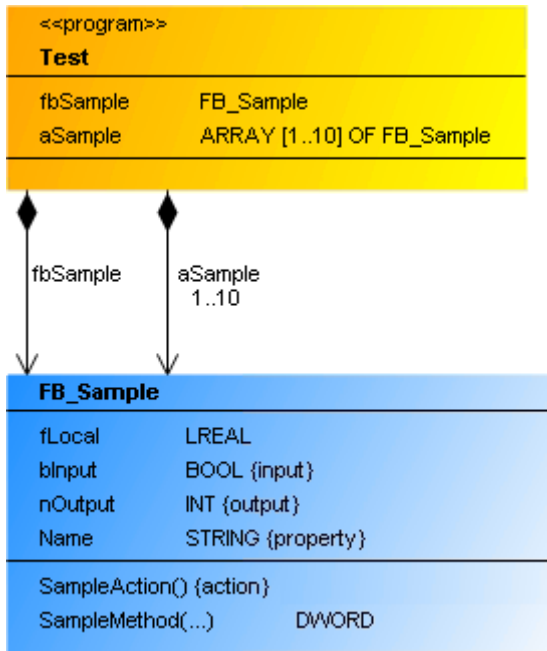 <<program>>
Test
fbSample FB_Sample
aSample ARRAY [1..10] OF FB_Sample
fbSample
aSample
1..10
FB_Sample
fLocal LREAL
bInput BOOL {input}
nOutput INT {output}
Name STRING {property}
SampleAction() {action}
SampleMethod(...) DWORD